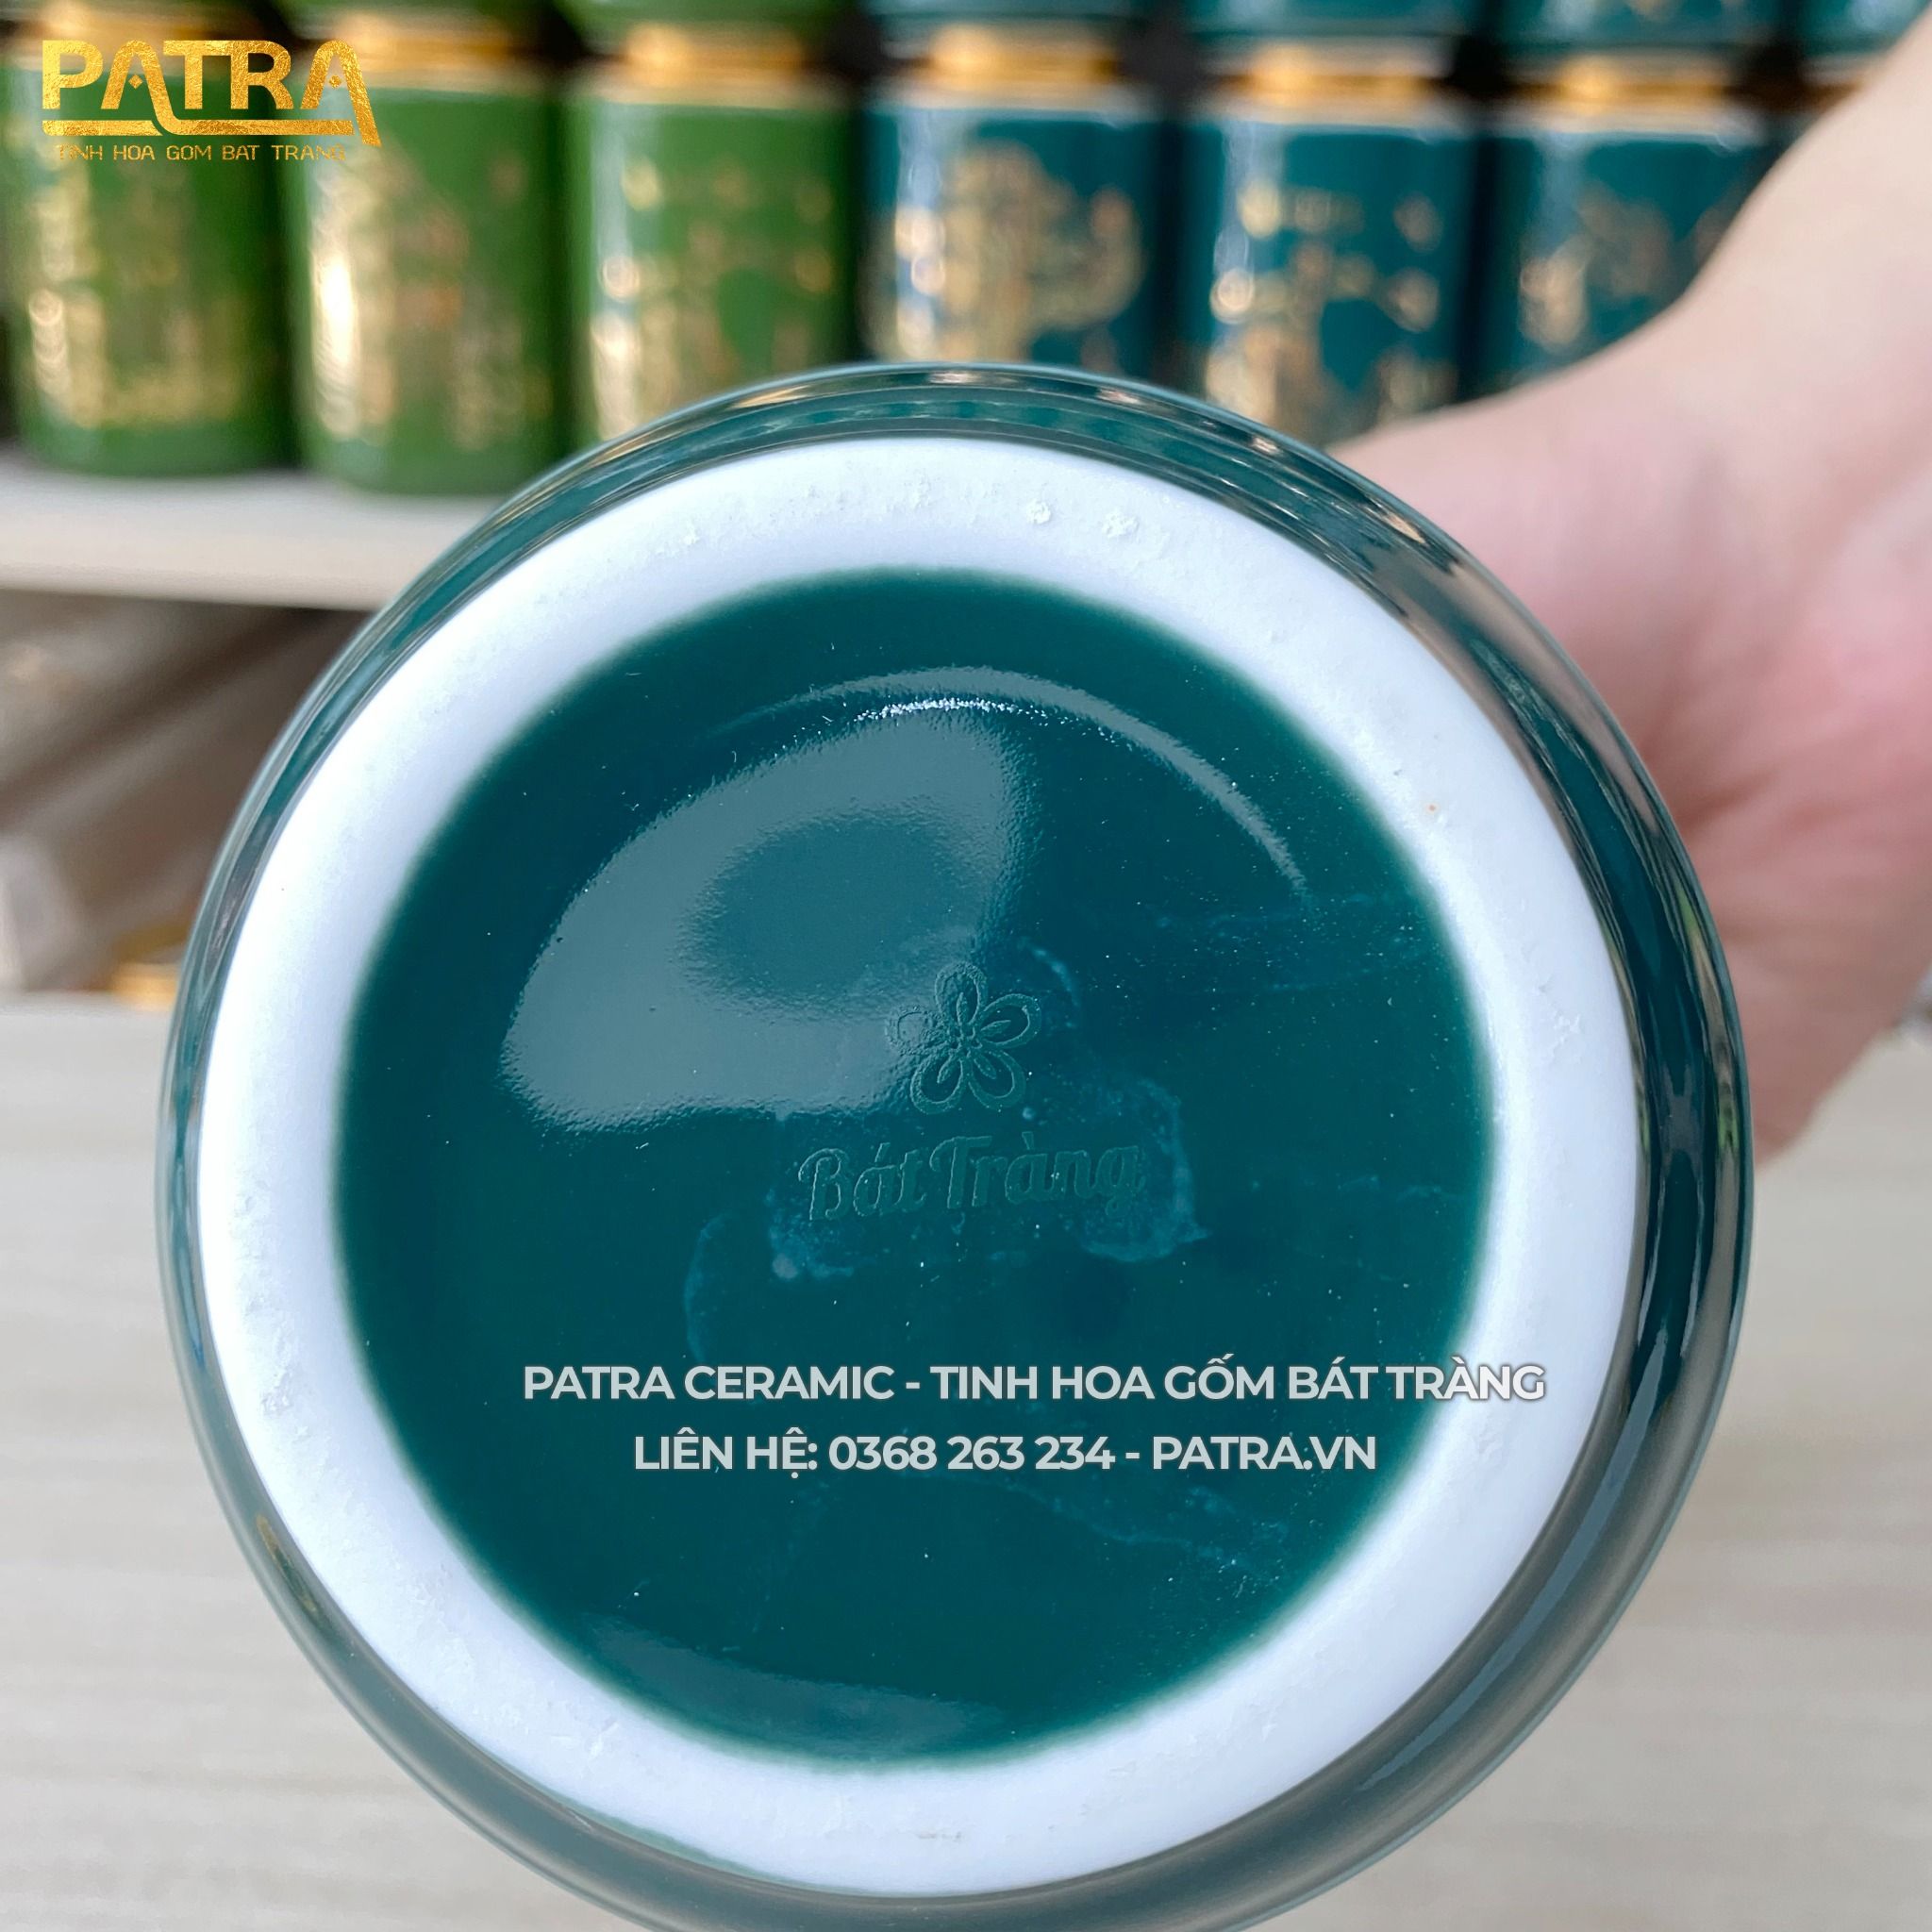 PATRA
TINH HOA GOM BAT TRANG
Bát Tràng
PATRA CERAMIC - TINH HOA GỐM BÁT TRÀNG
LIÊN HỆ: 0368 263 234 - PATRA.VN